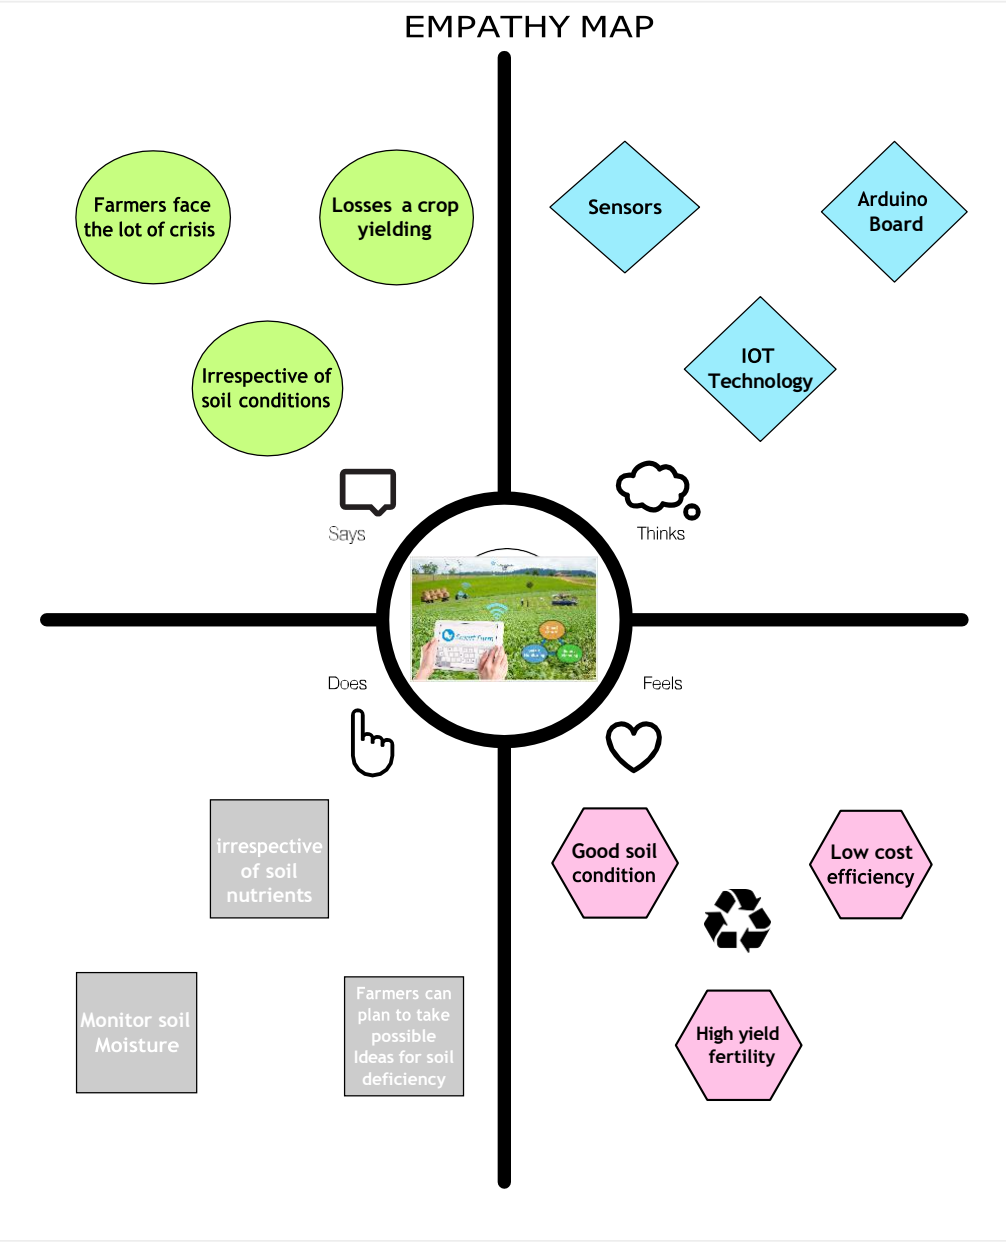 EMPATHY MAP
Farmers face
the lot of crisis
Losses a crop
yielding
Irrespective of
soil conditions
Says
Sensors
Arduino
Board
IOT
Technology
Thinks
Smart Farm
Does
irrespective
of soil
nutrients
Monitor soil
Moisture
Farmers can
plan to take
possible
Ideas for soil
deficiency
Feels
Good soil
condition
Low cost
efficiency
High yield
fertility